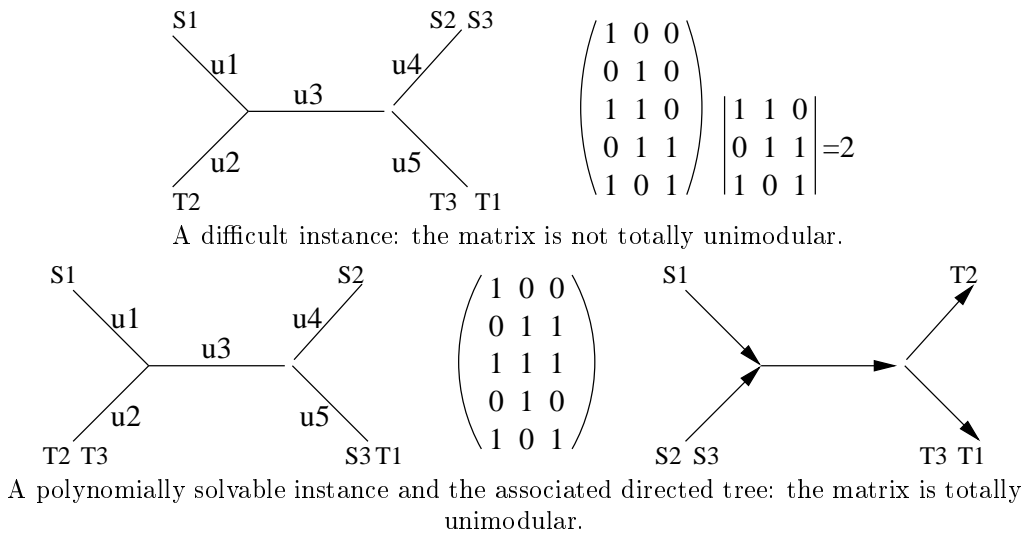 S1 S2 S3
u1 u4
u3
u2 u5
T2 T3 T1
1 0 0
0 1 0
1 1 0
0 1 1
1 0 1
1 1 0
0 1 1 =2
1 0 1
A difficult instance: the matrix is not totally unimodular.
S1 S2
u1 u4
u3
u2 u5
T2 T3 S3 T1
1 0 0
0 1 1
1 1 1
0 1 0
1 0 1
S1 T2
S2 S3 T3 T1
A polynomially solvable instance and the associated directed tree: the matrix is totally
unimodular.